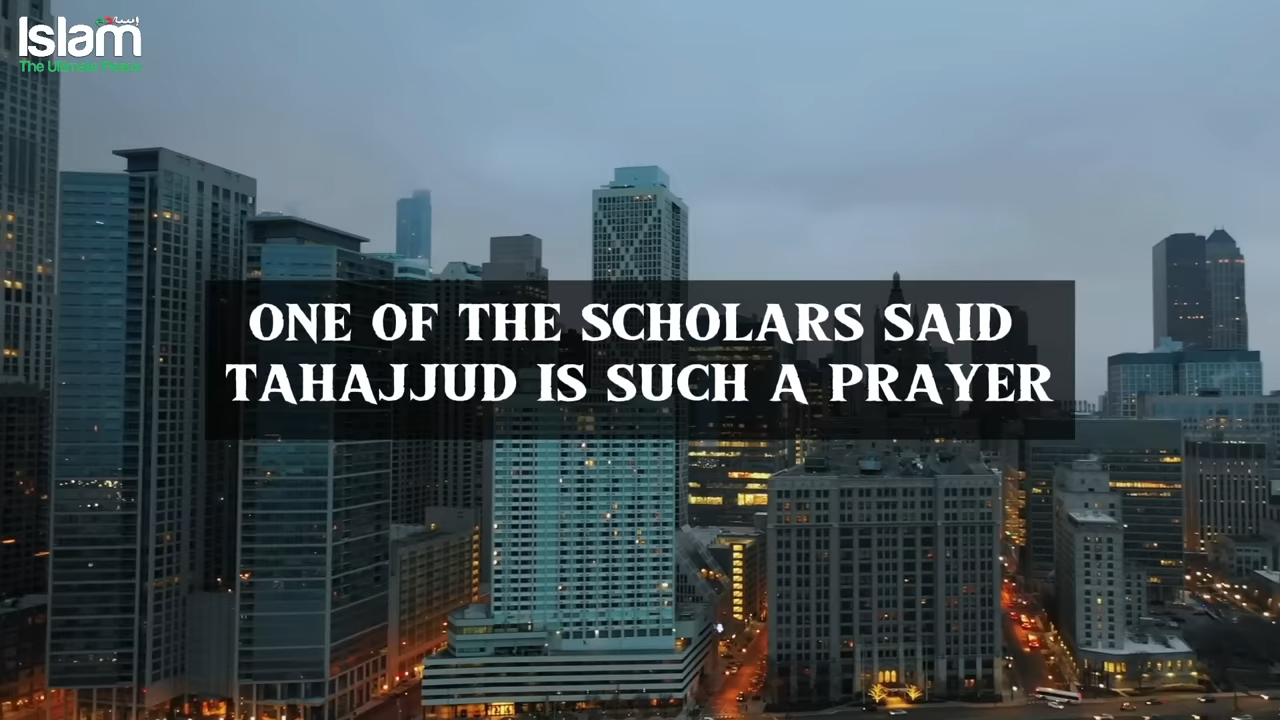 Islam
The Ultimate Peace
ONE OF THE SCHOLARS SAID
TAHAJJUD IS SUCH A PRAYER